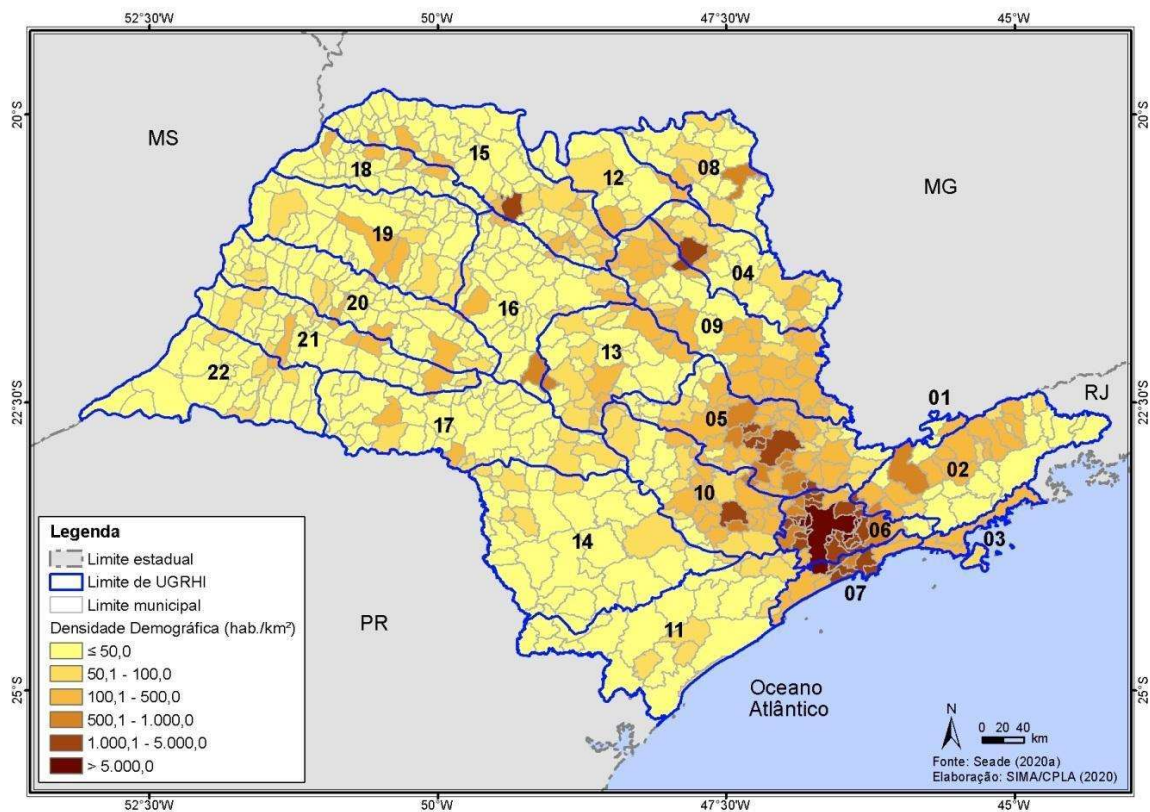 52°30'W 50°W 47°30'W 45°W
20°S
20°S
MS
MG
15
18
12
08
19
04
20
16
09
21
13
22
22°30'S
22°30'S
RJ
01
17
05
02
10
06
03
14
07
PR
11
25°S
25°S
Oceano
Atlântico
Legenda
Limite estadual
Limite de UGRHI
Limite municipal
Densidade Demográfica (hab./km²)
≤ 50,0
50,1 - 100,0
100,1 - 500,0
500,1 - 1.000,0
1.000,1 - 5.000,0
> 5.000,0
N
0 20 40
km
Fonte: Seade (2020a)
Elaboração: SIMA/CPLA (2020)
52°30'W 50°W 47°30'W 45°W